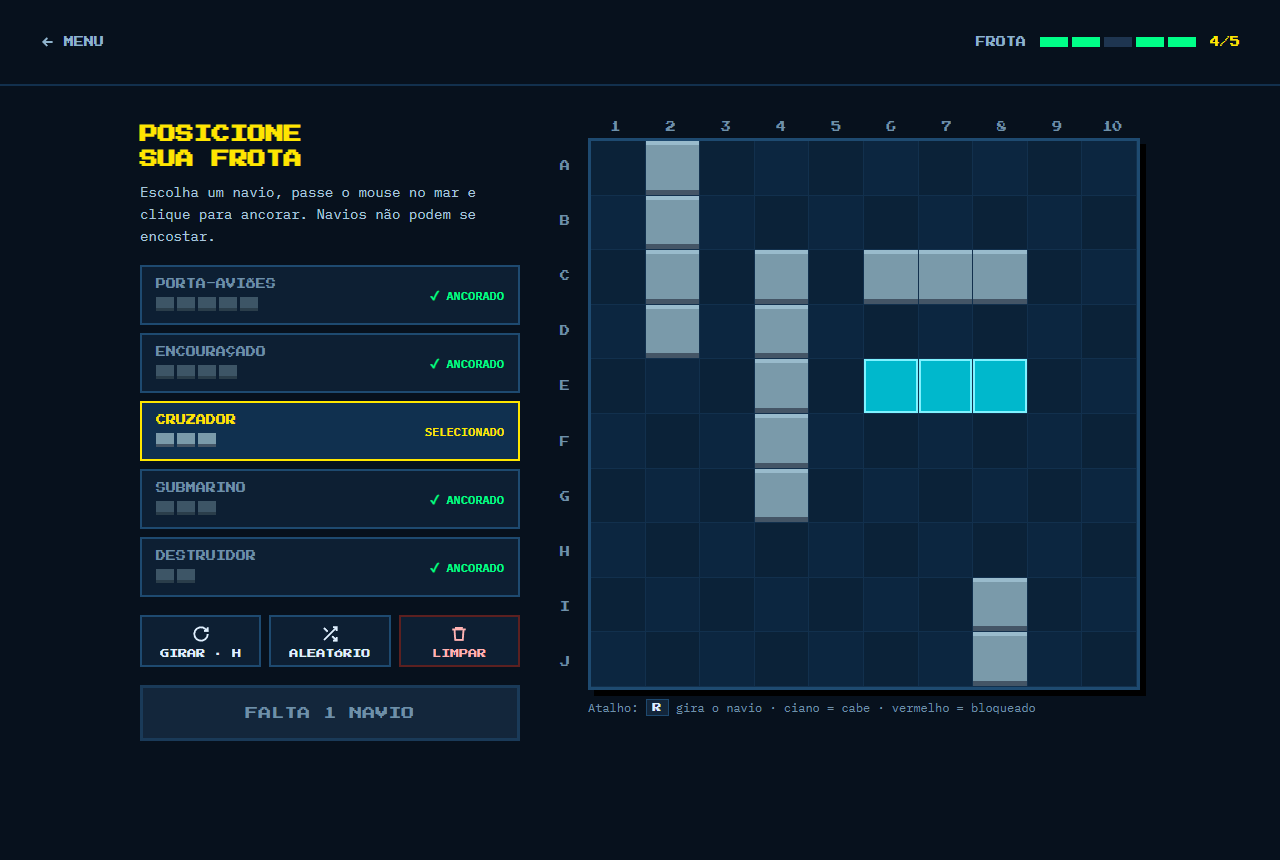 ← MENU
FROTA 4/5
POSICIONE
SUA FROTA
Escolha um navio, passe o mouse no mar e
clique para ancorar. Navios não podem se
encostar.
PORTA-AVIÕES
✓ ANCORADO
ENCOURAÇADO
✓ ANCORADO
CRUZADOR
SELECIONADO
SUBMARINO
✓ ANCORADO
DESTRUIDOR
✓ ANCORADO
GIRAR · H
ALEATÓRIO
LIMPAR
FALTA 1 NAVIO
1 2 3 4 5 6 7 8 9 10
A
B
C
D
E
F
G
H
I
J
Atalho: R gira o navio · ciano = cabe · vermelho = bloqueado